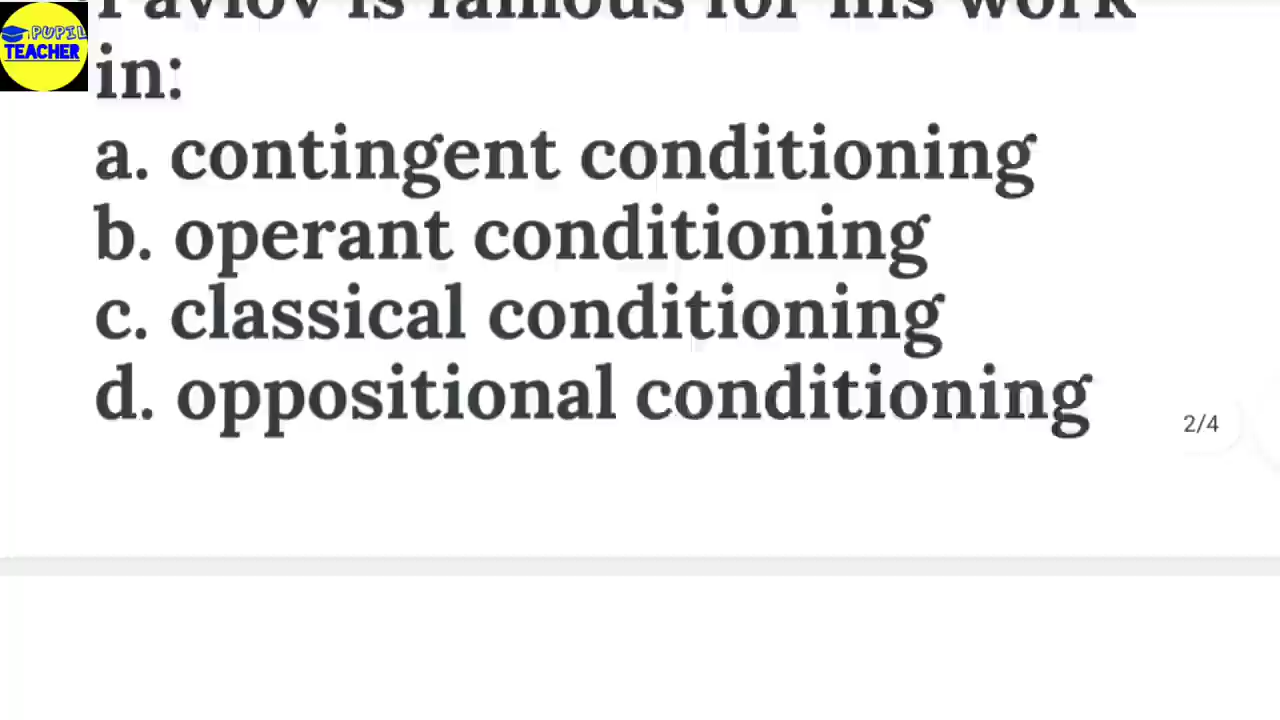 PUPIL
TEACHER
Pavlov is famous for his work
in:
a. contingent conditioning
b. operant conditioning
c. classical conditioning
d. oppositional conditioning
2/4